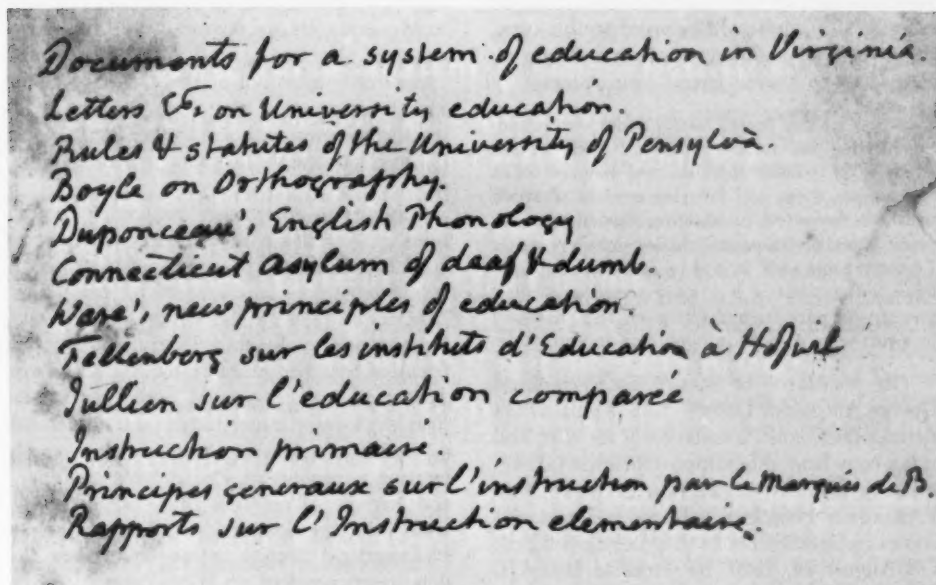 Documents for a system of education in Virginia.
Letters &c. on University education.
Rules & statutes of the University of Pensylva.
Boyle on Orthography.
Duponceau's English Phonology
Connecticut Asylum of deaf & dumb.
Ware's new principles of education.
Fellenberg sur les instituts d'Education à Hofwl
Jullien sur l'education comparée
Instruction primaire.
Principes generaux sur l'instruction par le Marquis de B.
Rapports sur l'Instruction elementaire.